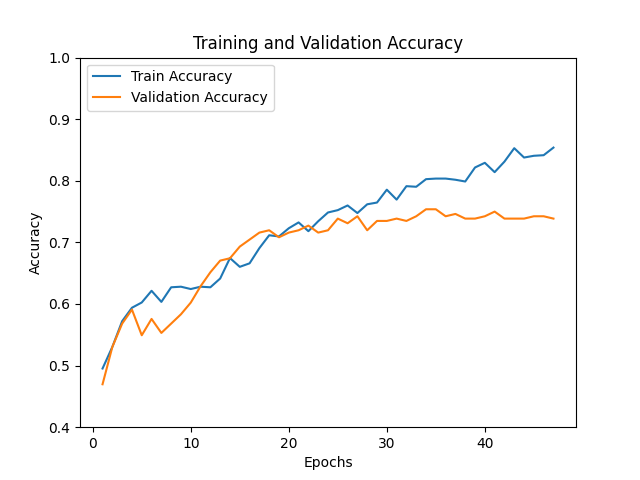 Training and Validation Accuracy
Train Accuracy
Validation Accuracy
1.0
0.9
0.8
0.7
0.6
0.5
0.4
Accuracy
0 10 20 30 40
Epochs